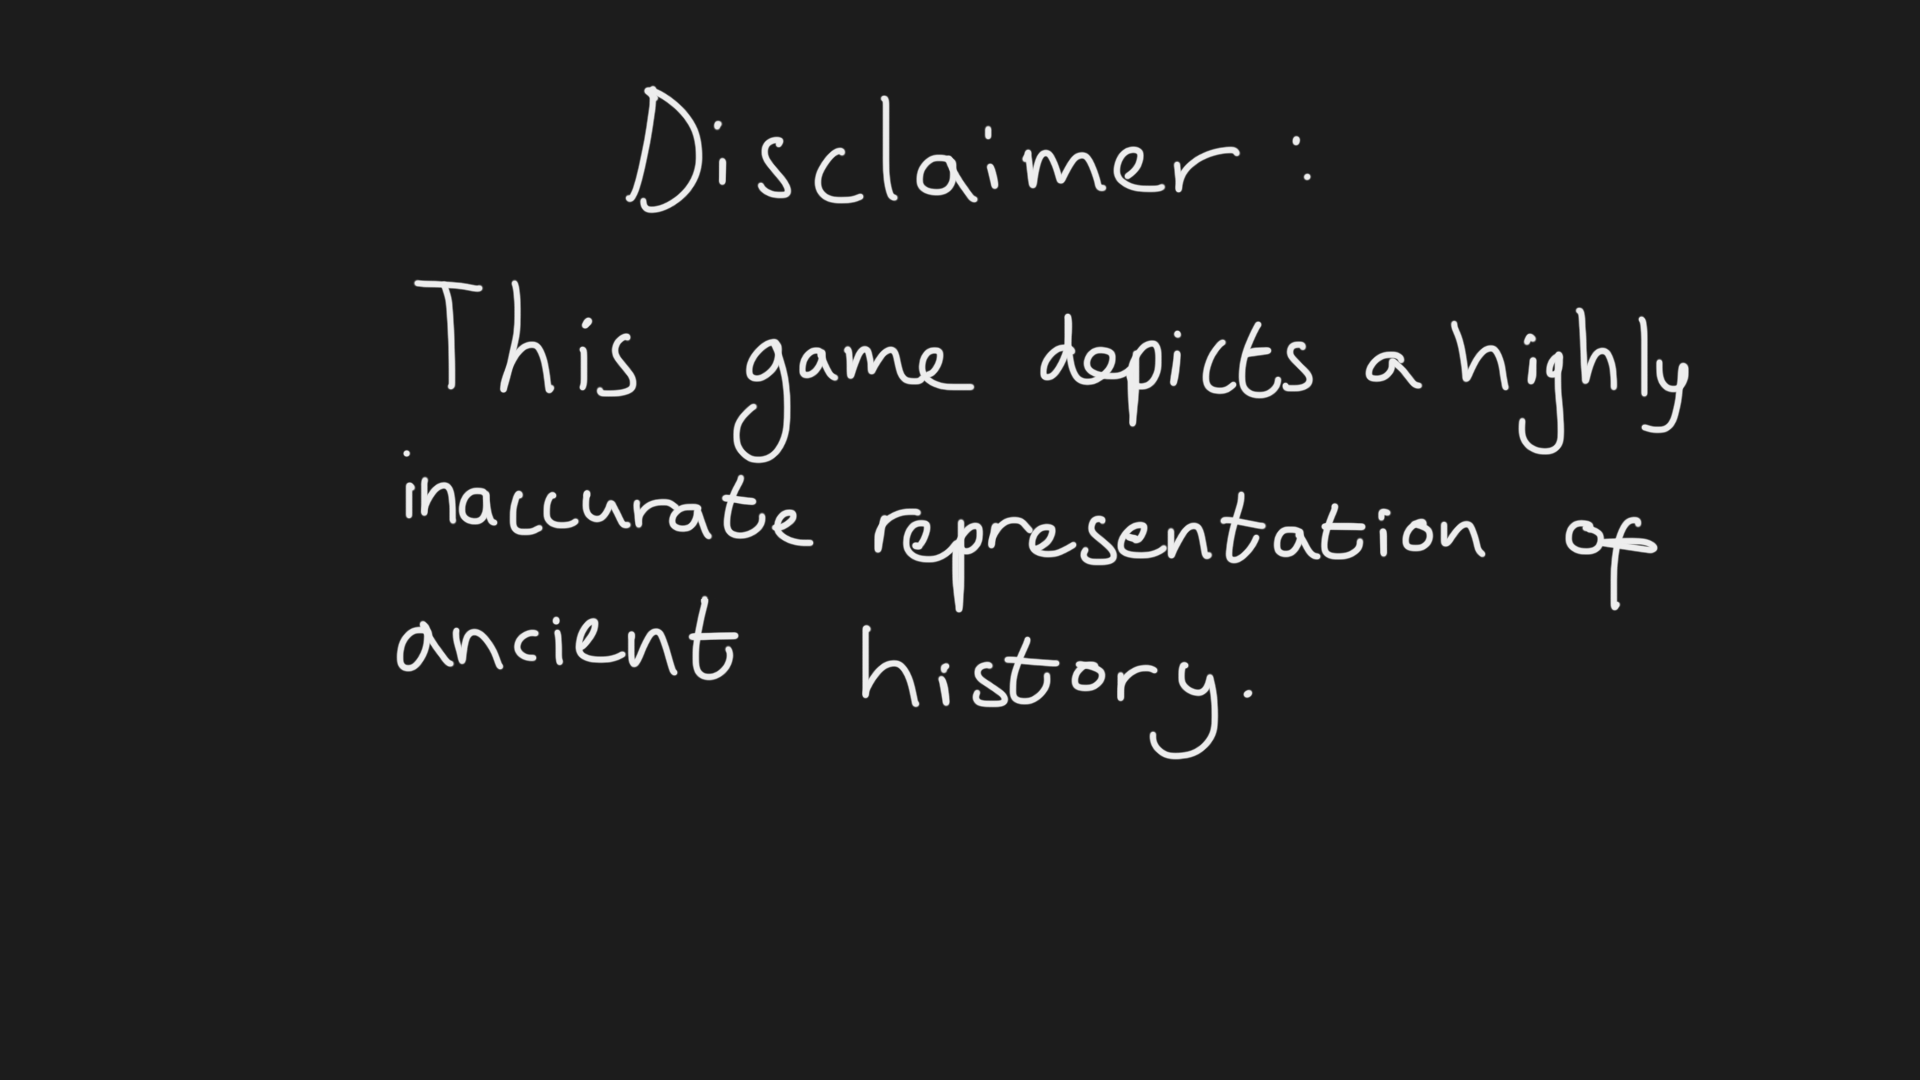 Disclaimer:
This game depicts a highly
inaccurate representation of
ancient history.